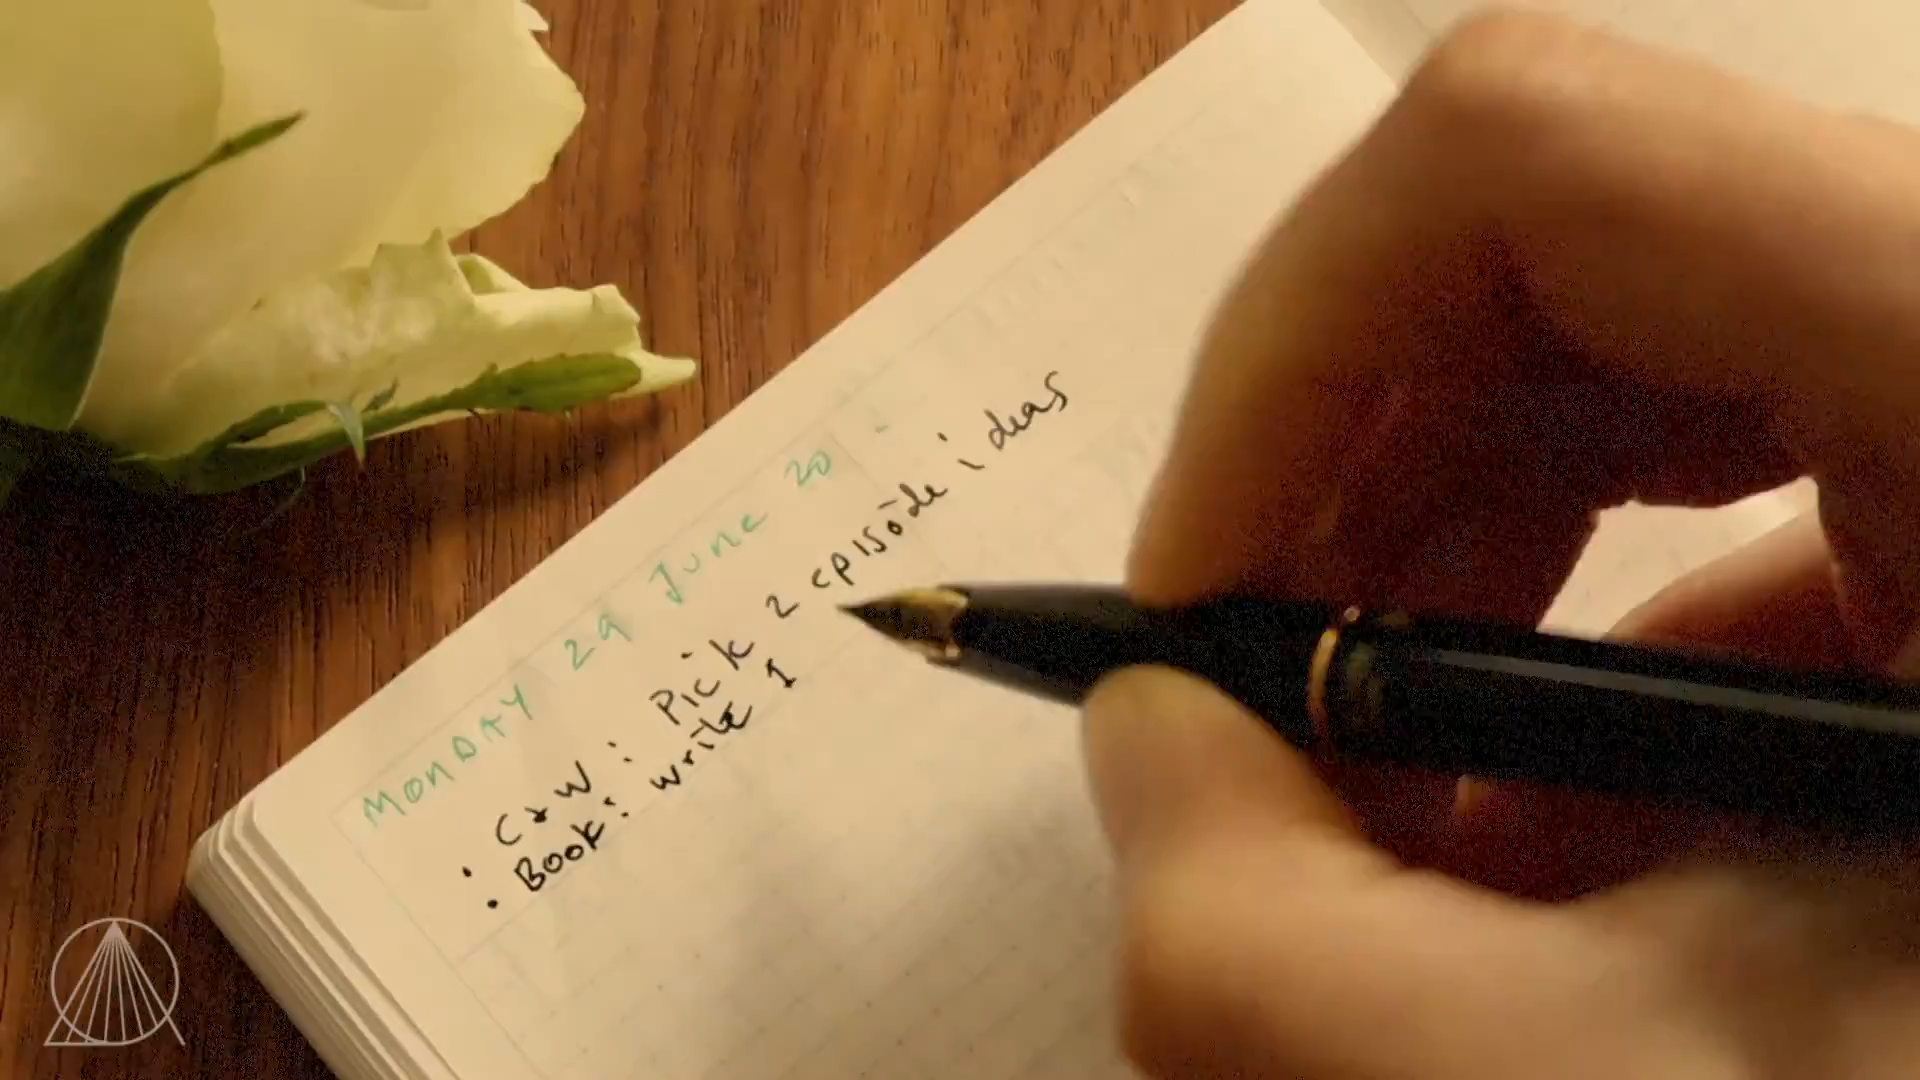 MONDAY 29 June 20
• C+W : Pick 2 episode ideas
• Book : write 1